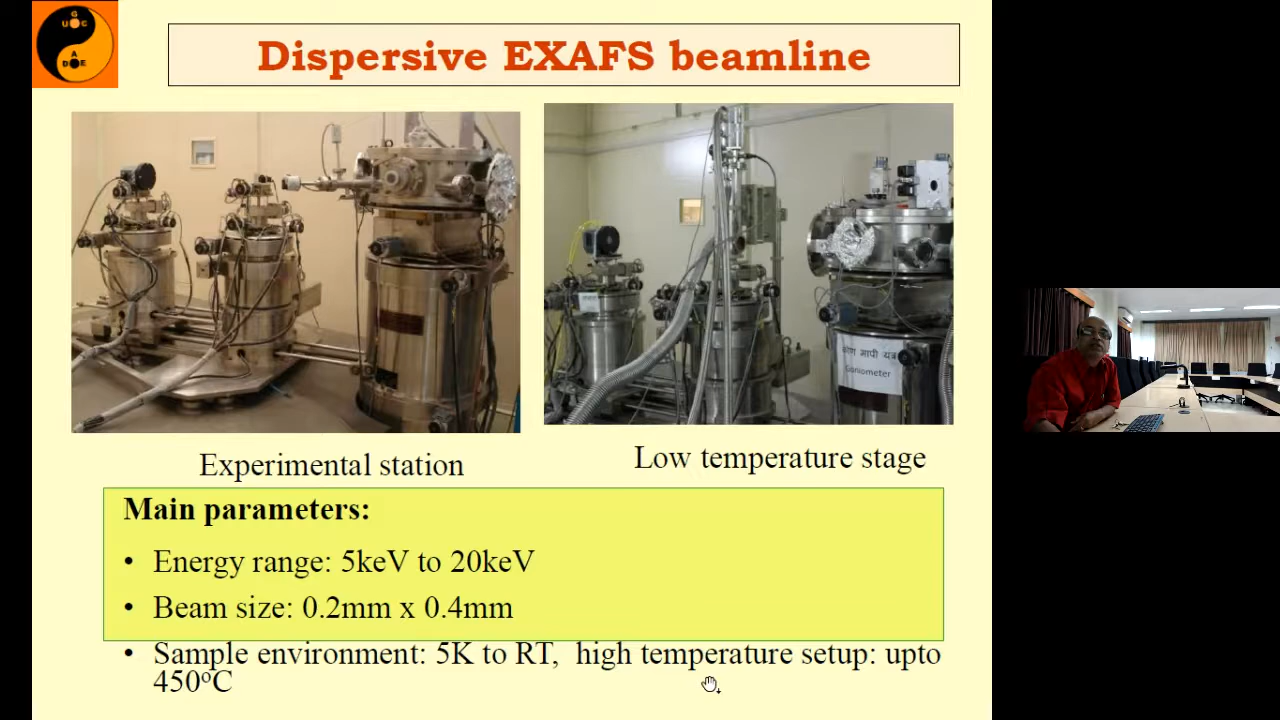 G
U G C
A
D E
Dispersive EXAFS beamline
Goniometer
Experimental station
Low temperature stage
Main parameters:
• Energy range: 5keV to 20keV
• Beam size: 0.2mm x 0.4mm
• Sample environment: 5K to RT, high temperature setup: upto
450°C